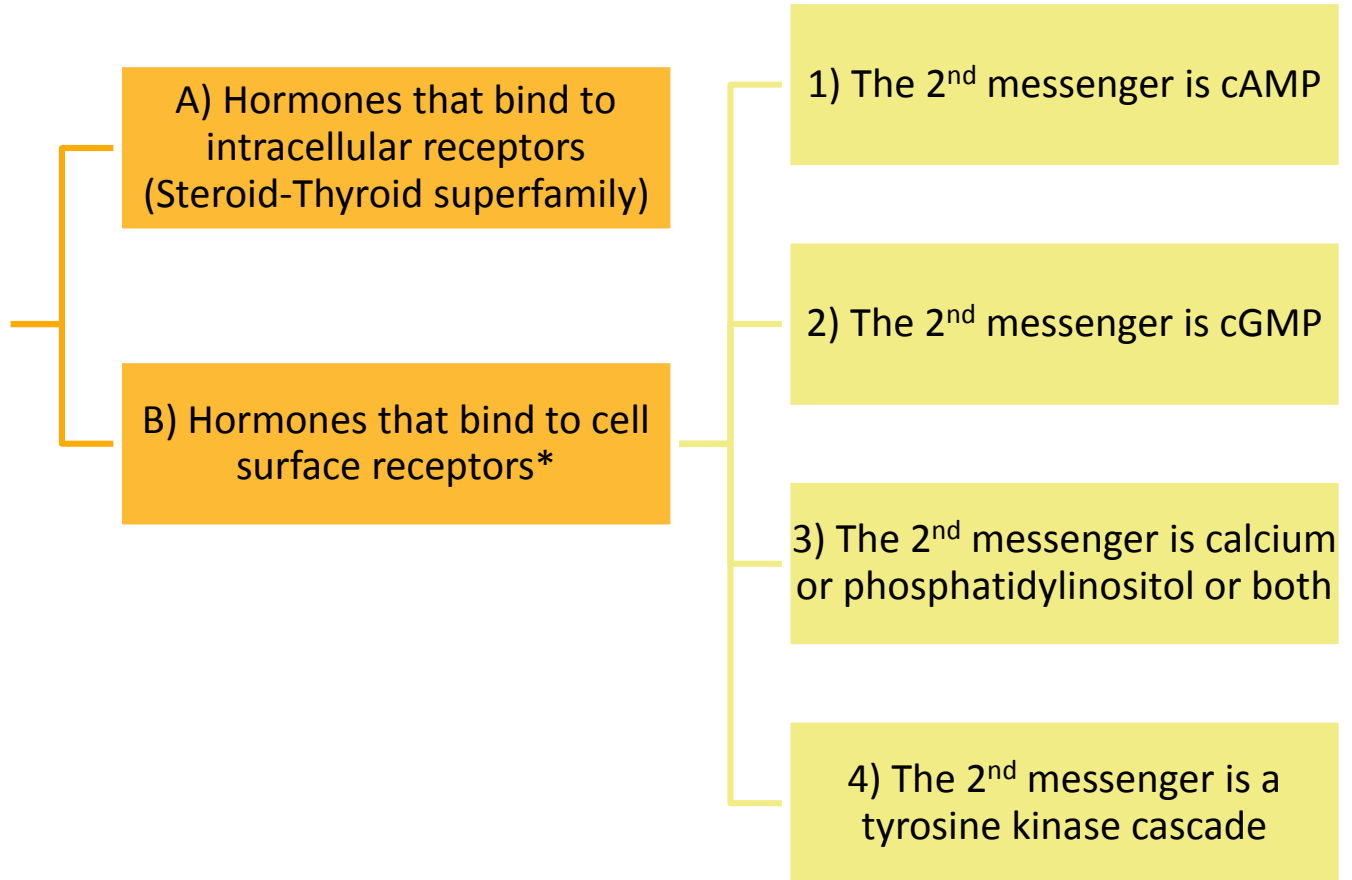 A) Hormones that bind to
intracellular receptors
(Steroid-Thyroid superfamily)
B) Hormones that bind to cell
surface receptors*
1) The 2nd messenger is cAMP
2) The 2nd messenger is cGMP
3) The 2nd messenger is calcium
or phosphatidylinositol or both
4) The 2nd messenger is a
tyrosine kinase cascade